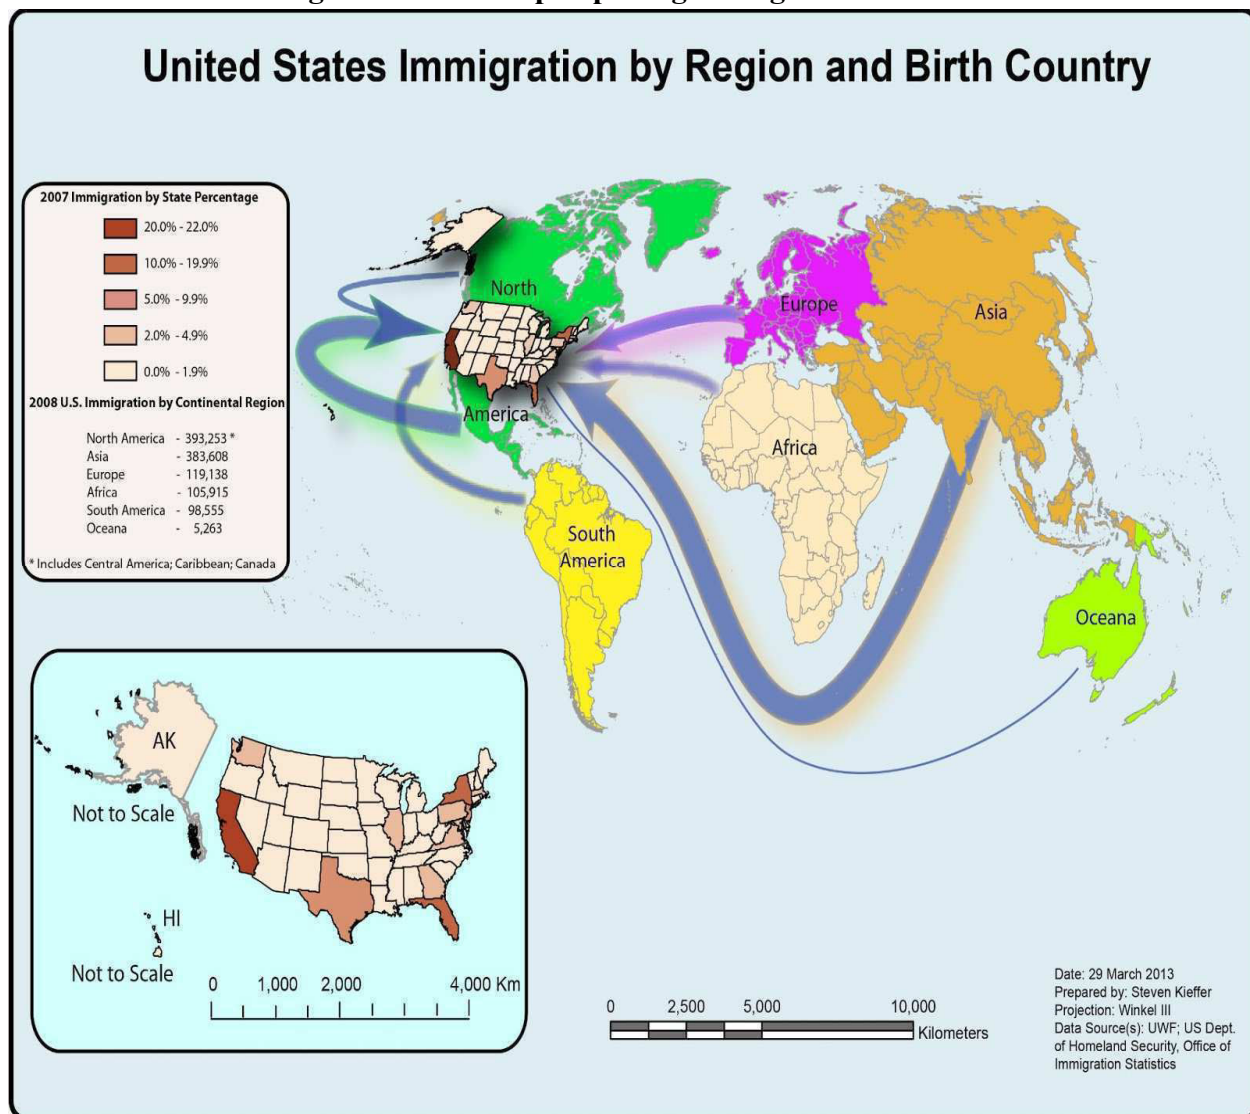 United States Immigration by Region and Birth Country
2007 Immigration by State Percentage
20.0% - 22.0%
10.0% - 19.9%
5.0% - 9.9%
2.0% - 4.9%
0.0% - 1.9%
2008 U.S. Immigration by Continental Region
North America - 393,253 *
Asia - 383,608
Europe - 119,138
Africa - 105,915
South America - 98,555
Oceana - 5,263
* Includes Central America; Caribbean; Canada
North
America
Europe
Asia
Africa
South
America
Oceana
AK
Not to Scale
HI
Not to Scale
0 1,000 2,000 4,000 Km
0 2,500 5,000 10,000
Kilometers
Date: 29 March 2013
Prepared by: Steven Kieffer
Projection: Winkel III
Data Source(s): UWF; US Dept.
of Homeland Security, Office of
Immigration Statistics